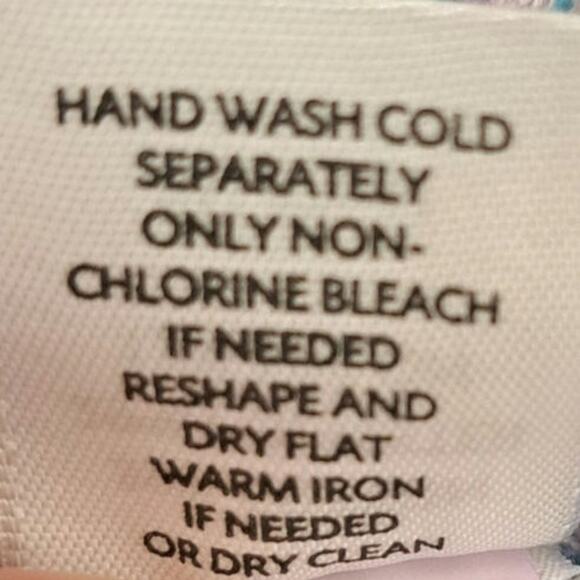 HAND WASH COLD
SEPARATELY
ONLY NON-
CHLORINE BLEACH
IF NEEDED
RESHAPE AND
DRY FLAT
WARM IRON
IF NEEDED
OR DRY CLEAN